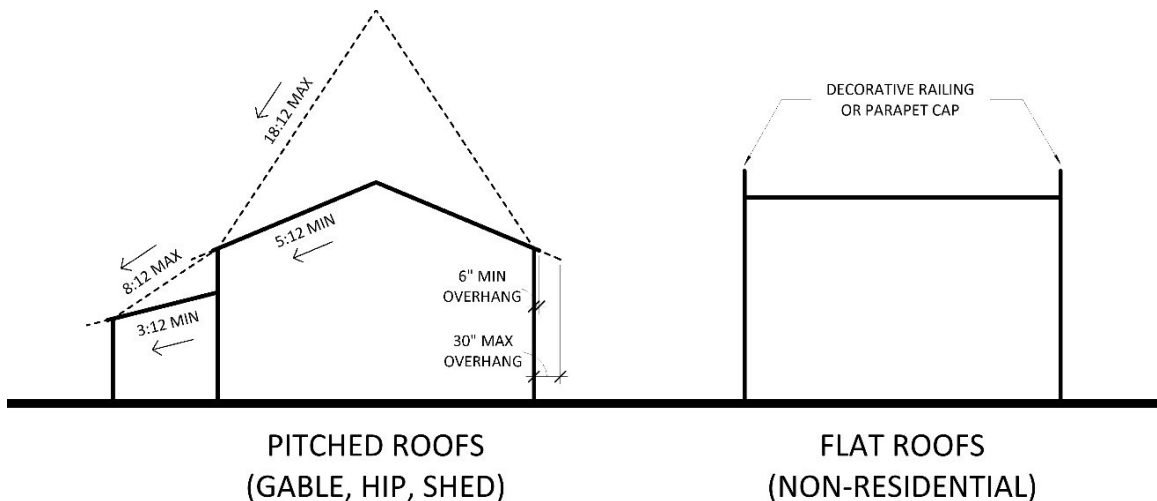 18:12 MAX
5:12 MIN
8:12 MAX
3:12 MIN
6" MIN
OVERHANG
30" MAX
OVERHANG
PITCHED ROOFS
(GABLE, HIP, SHED)
DECORATIVE RAILING
OR PARAPET CAP
FLAT ROOFS
(NON-RESIDENTIAL)